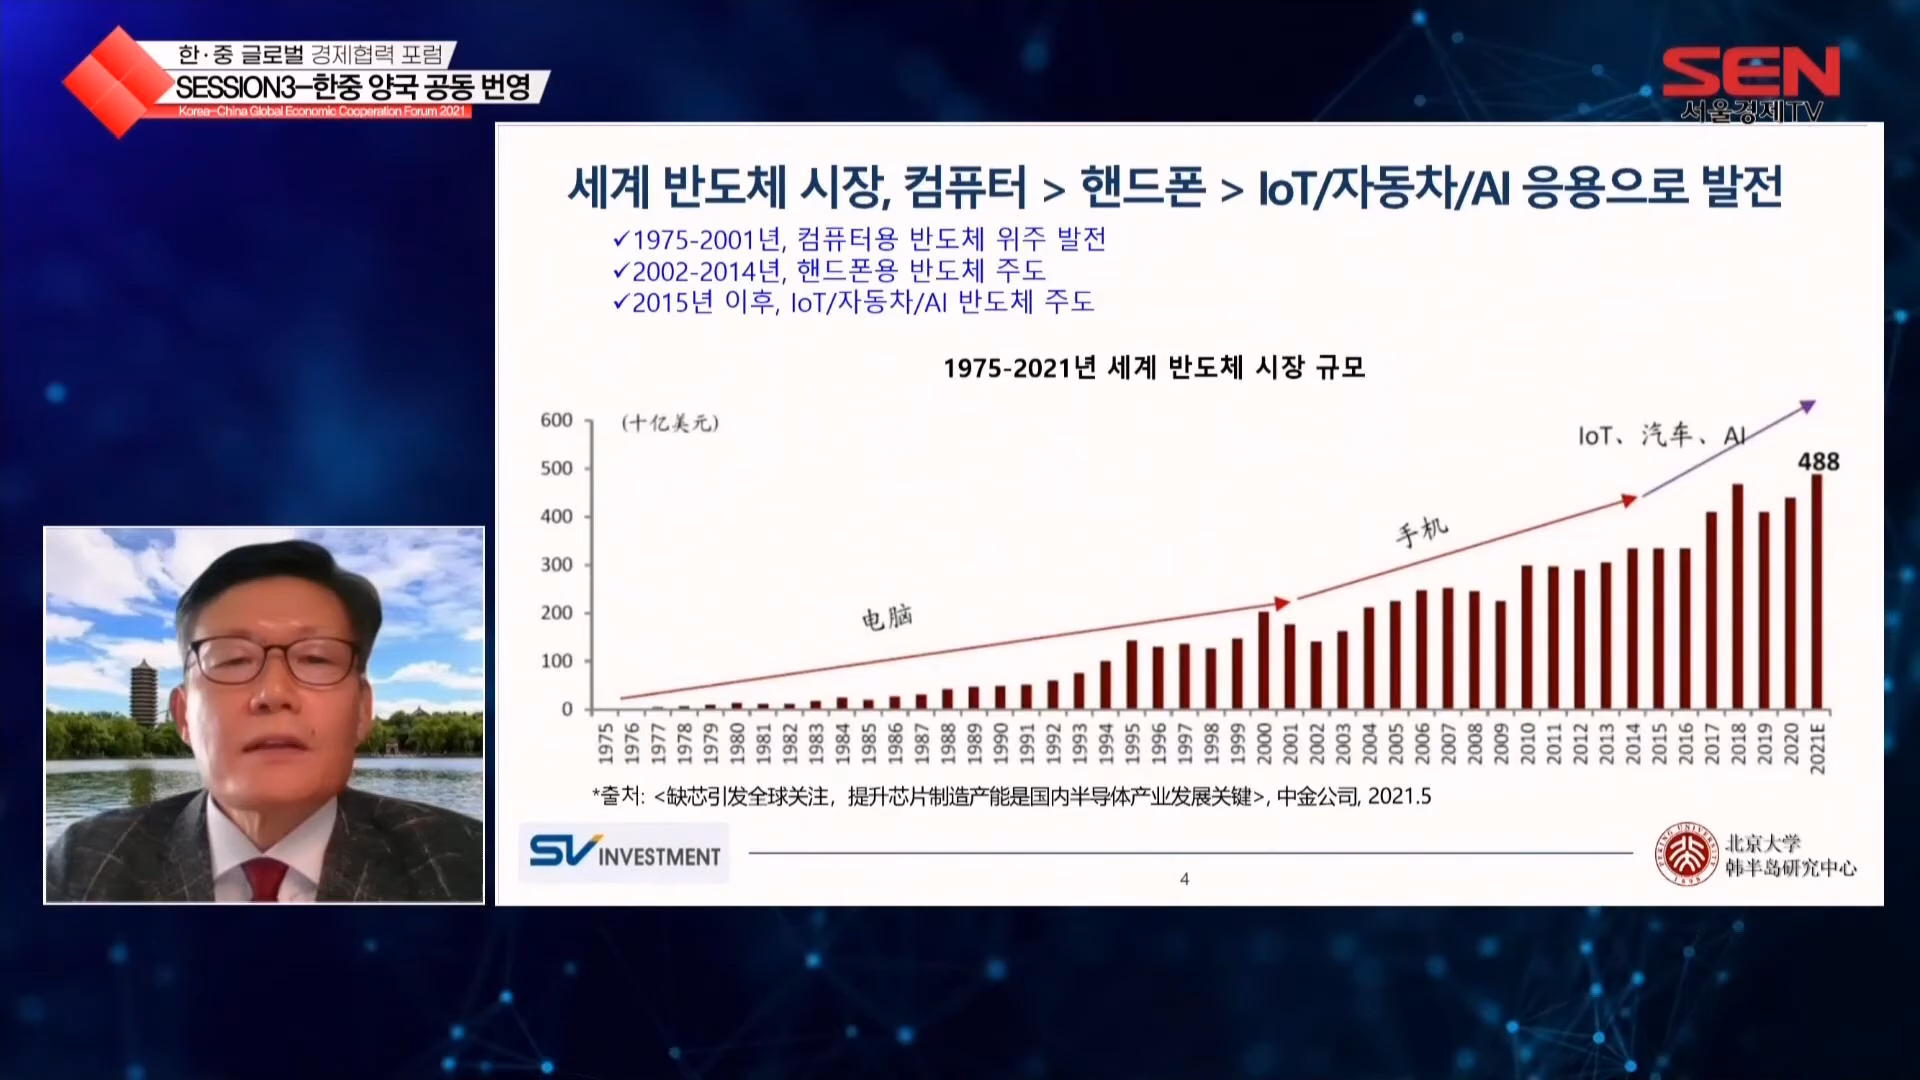 한·중 글로벌 경제협력 포럼
SESSION3-한중 양국 공동 번영
Korea-China Global Economic Cooperation Forum 2021
SEN
서울경제TV
세계 반도체 시장, 컴퓨터 > 핸드폰 > IoT/자동차/AI 응용으로 발전
✓1975-2001년, 컴퓨터용 반도체 위주 발전
✓2002-2014년, 핸드폰용 반도체 주도
✓2015년 이후, IoT/자동차/AI 반도체 주도
1975-2021년 세계 반도체 시장 규모
(十亿美元)
600
500
400
300
200
100
0
电脑
手机
IoT、汽车、AI
488
1975 1976 1977 1978 1979 1980 1981 1982 1983 1984 1985 1986 1987 1988 1989 1990 1991 1992 1993 1994 1995 1996 1997 1998 1999 2000 2001 2002 2003 2004 2005 2006 2007 2008 2009 2010 2011 2012 2013 2014 2015 2016 2017 2018 2019 2020 2021E
*출처: <缺芯引发全球关注，提升芯片制造产能是国内半导体产业发展关键>, 中金公司, 2021.5
SV INVESTMENT
4
PEKING UNIVERSITY
1898
北京大学
韩半岛研究中心